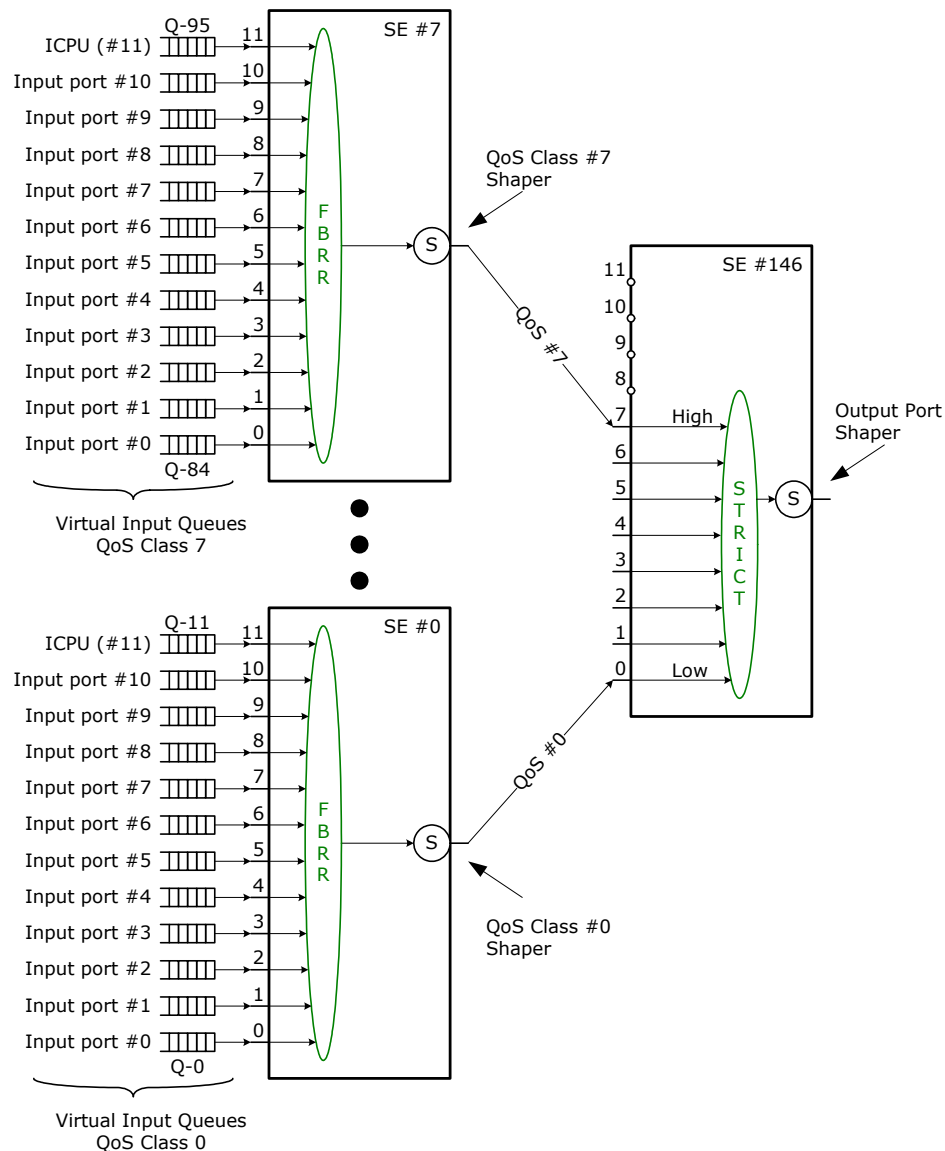 Q-95
SE #7
ICPU (#11) 11
Input port #10 10
Input port #9 9
Input port #8 8
Input port #7 7
Input port #6 6
Input port #5 5
Input port #4 4
Input port #3 3
Input port #2 2
Input port #1 1
Input port #0 0
Q-84
FBRR
S
QoS Class #7
Shaper
Virtual Input Queues
QoS Class 7
QoS #7
SE #146
11
10
9
8
7 High
6
5
4
3
2
1
0 Low
STRICT
S
Output Port
Shaper
Q-11
SE #0
ICPU (#11) 11
Input port #10 10
Input port #9 9
Input port #8 8
Input port #7 7
Input port #6 6
Input port #5 5
Input port #4 4
Input port #3 3
Input port #2 2
Input port #1 1
Input port #0 0
Q-0
FBRR
S
QoS #0
QoS Class #0
Shaper
Virtual Input Queues
QoS Class 0